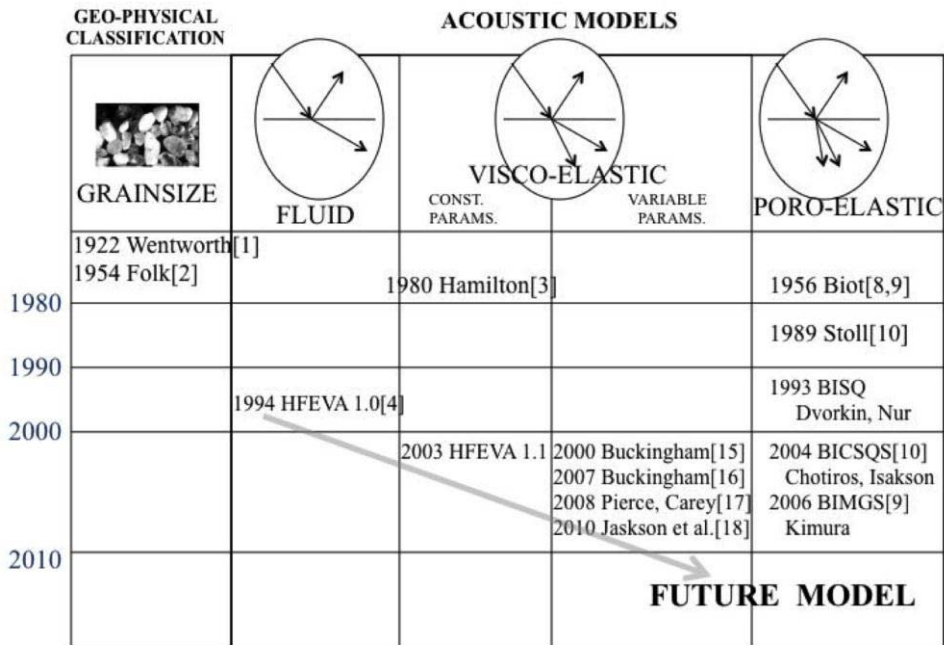 GEO-PHYSICAL
CLASSIFICATION
ACOUSTIC MODELS
GRAINSIZE
FLUID
VISCO-ELASTIC
CONST.
PARAMS.
VARIABLE
PARAMS.
PORO-ELASTIC
1922 Wentworth[1]
1954 Folk[2]
1980 Hamilton[3]
1956 Biot[8,9]
1980
1989 Stoll[10]
1990
1994 HFEVA 1.0[4]
1993 BISQ
Dvorkin, Nur
2000
2003 HFEVA 1.1
2000 Buckingham[15]
2007 Buckingham[16]
2008 Pierce, Carey[17]
2010 Jaskson et al.[18]
2004 BICSQS[10]
Chotiros, Isakson
2006 BIMGS[9]
Kimura
2010
FUTURE MODEL